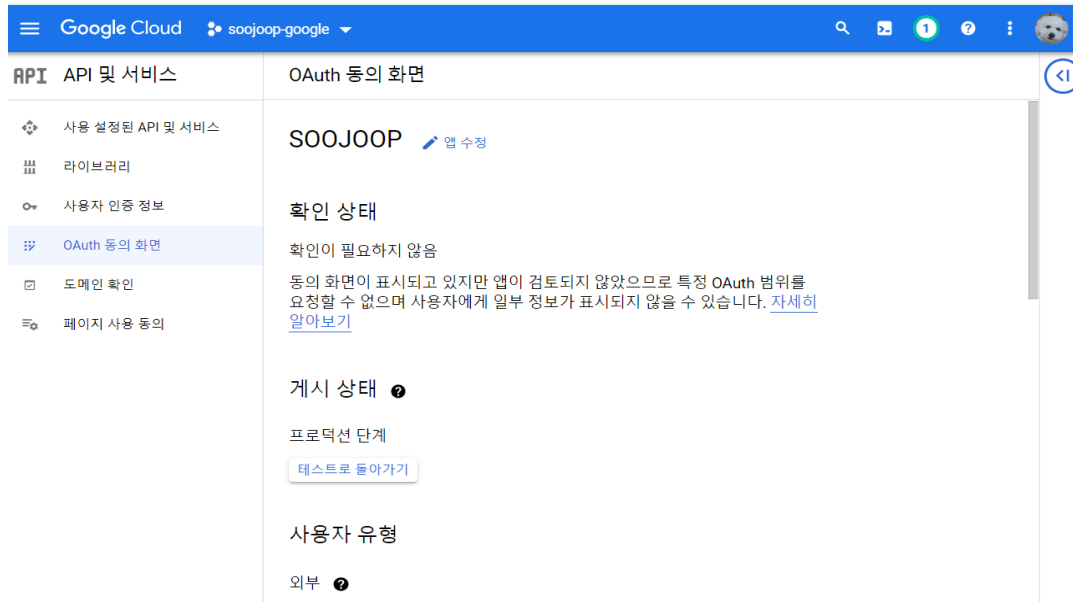 Google Cloud soojoop-google
1
API API 및 서비스
OAuth 동의 화면
사용 설정된 API 및 서비스
라이브러리
사용자 인증 정보
OAuth 동의 화면
도메인 확인
페이지 사용 동의
SOOJOOP 앱 수정
확인 상태
확인이 필요하지 않음
동의 화면이 표시되고 있지만 앱이 검토되지 않았으므로 특정 OAuth 범위를
요청할 수 없으며 사용자에게 일부 정보가 표시되지 않을 수 있습니다. 자세히
알아보기
게시 상태
프로덕션 단계
테스트로 돌아가기
사용자 유형
외부